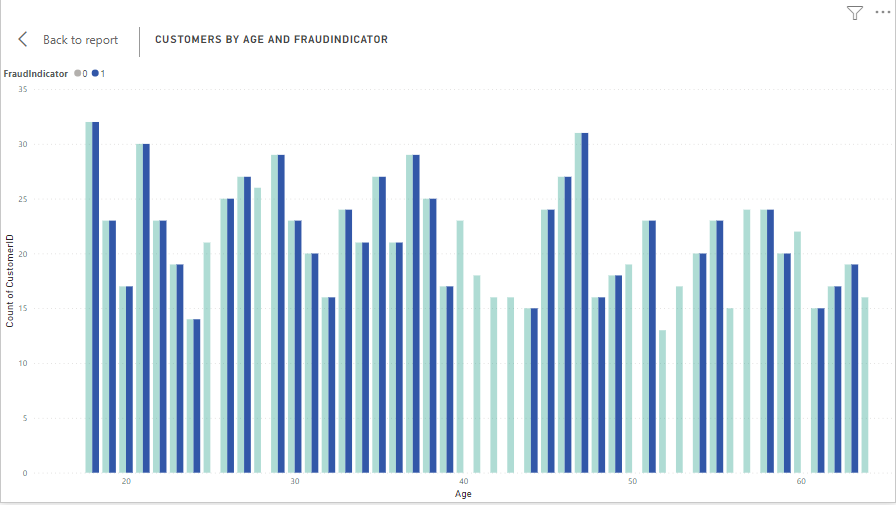 Back to report
CUSTOMERS BY AGE AND FRAUDINDICATOR
FraudIndicator 0 1
35
30
25
20
15
10
5
0
Count of CustomerID
20 30 40 50 60
Age